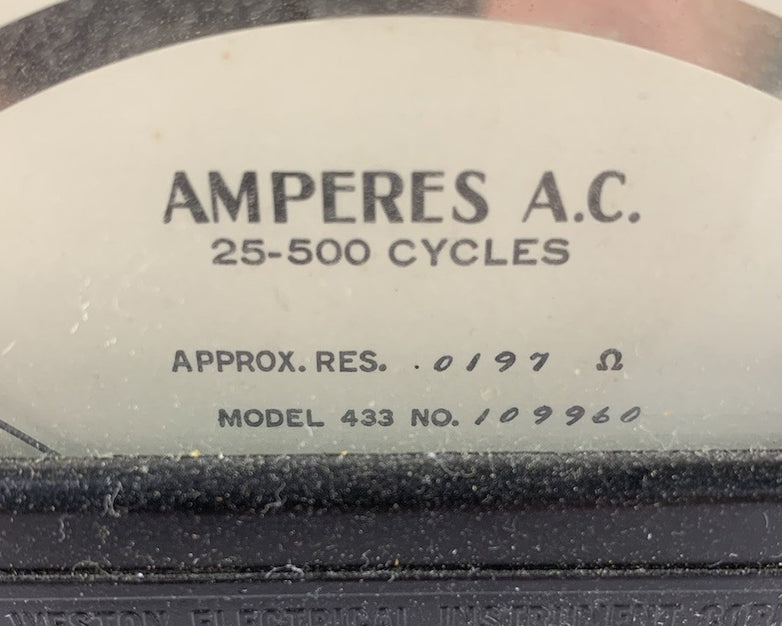 AMPERES A.C.
25-500 CYCLES
APPROX. RES. .0197 Ω
MODEL 433 NO. 109960
WESTON ELECTRICAL INSTRUMENT